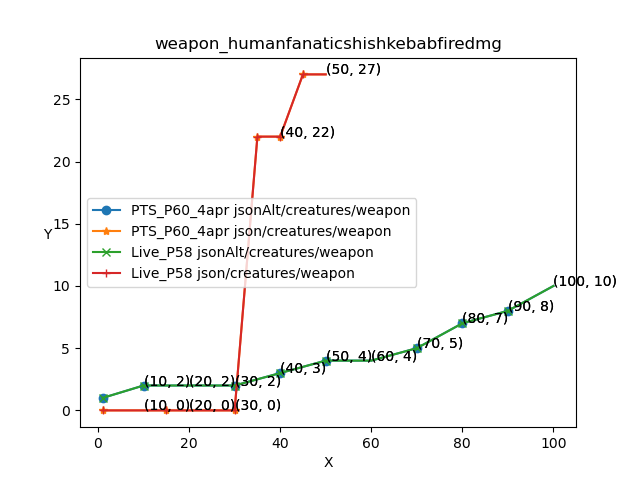 weapon_humanfanaticshishkebabfiredmg
(50, 27)
25
(40, 22)
20
PTS_P60_4apr jsonAlt/creatures/weapon
15
PTS_P60_4apr json/creatures/weapon
Y
Live_P58 jsonAlt/creatures/weapon
Live_P58 json/creatures/weapon
10
(100, 10)
(90, 8)
(80, 7)
5
(70, 5)
(50, 4)(60, 4)
(40, 3)
(10, 2)(20, 2)(30, 2)
0
(10, 0)(20, 0)(30, 0)
0 20 40 60 80 100
X